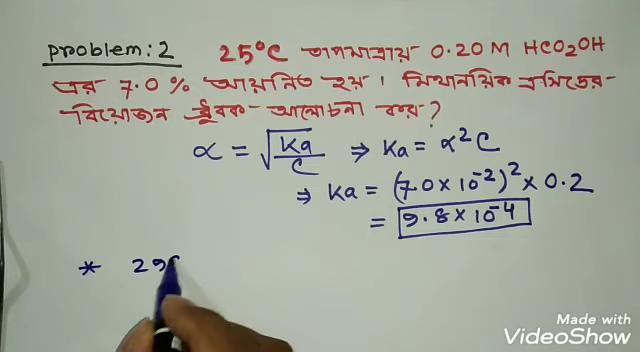 Problem: 2 25°C তাপমাত্রায় 0.20 M HCO₂OH
এর 7.0% আয়নিত হয়। মিথানয়িক এসিডের
বিয়োজন ধ্রুবক আলোচনা কর?
α = √(Ka/C) ⇒ Ka = α²C
⇒ Ka = (7.0 × 10⁻²)² × 0.2
= 9.8 × 10⁻⁴
* 29
Made with
VideoShow